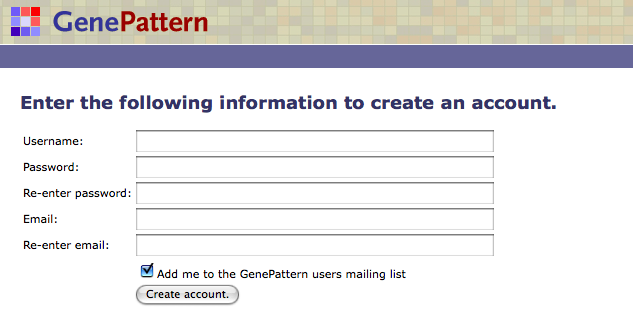 GenePattern
Enter the following information to create an account.
Username:
Password:
Re-enter password:
Email:
Re-enter email:
Add me to the GenePattern users mailing list
Create account.